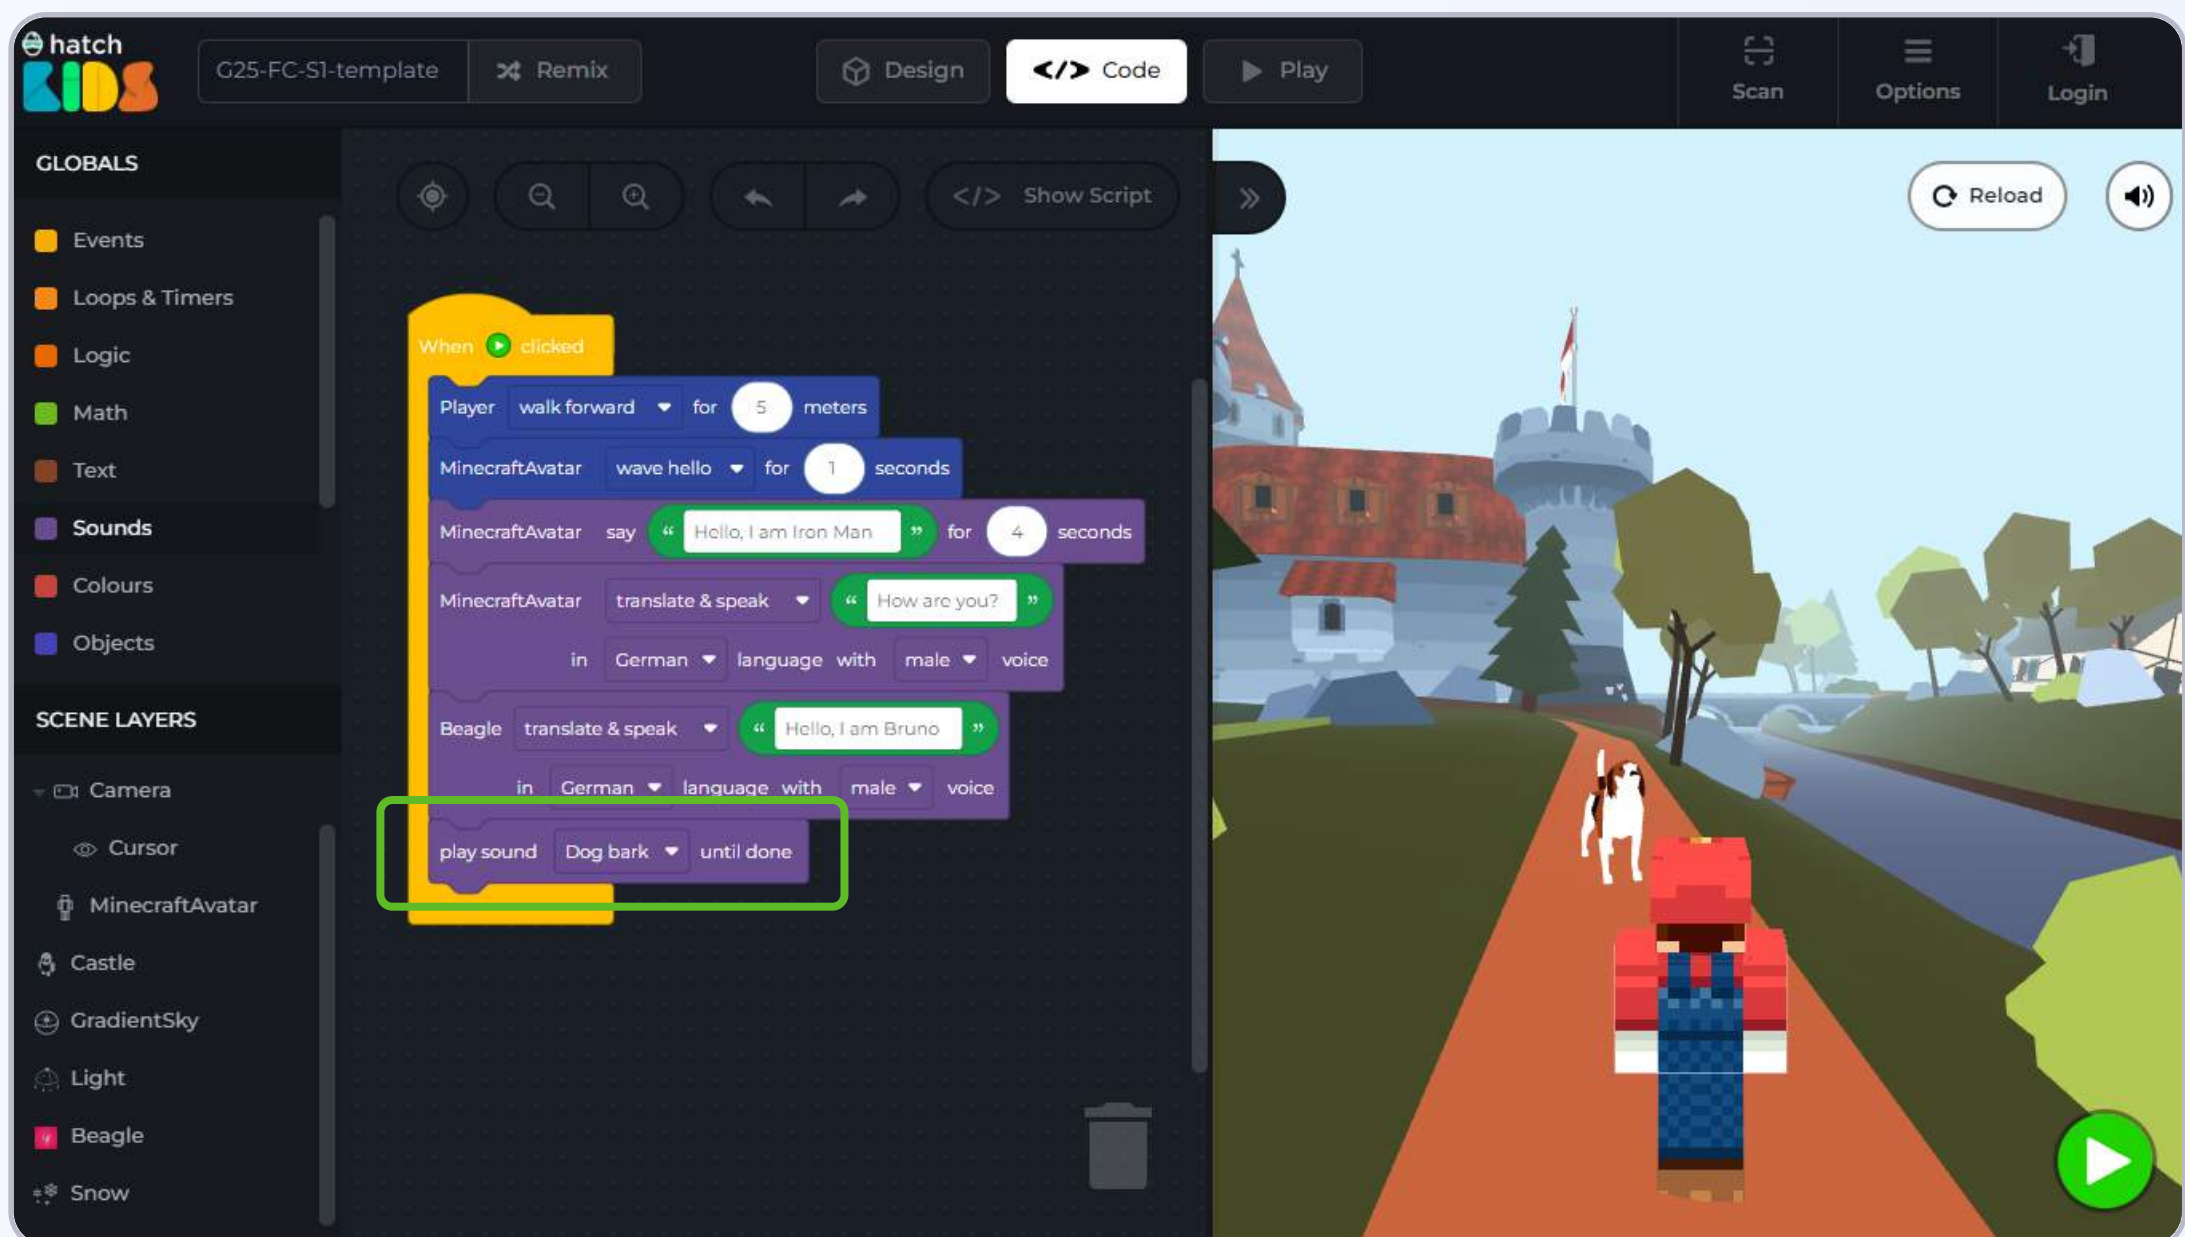 hatch
KIDS
G25-FC-S1-template
Remix
Design
</> Code
Play
Scan
Options
Login
GLOBALS
Events
Loops & Timers
Logic
Math
Text
Sounds
Colours
Objects
SCENE LAYERS
Camera
Cursor
MinecraftAvatar
Castle
GradientSky
Light
Beagle
Snow
</> Show Script
When clicked
Player walk forward for 5 meters
MinecraftAvatar wave hello for 1 seconds
MinecraftAvatar say “ Hello, I am Iron Man ” for 4 seconds
MinecraftAvatar translate & speak “ How are you? ”
in German language with male voice
Beagle translate & speak “ Hello, I am Bruno ”
in German language with male voice
play sound Dog bark until done
Reload